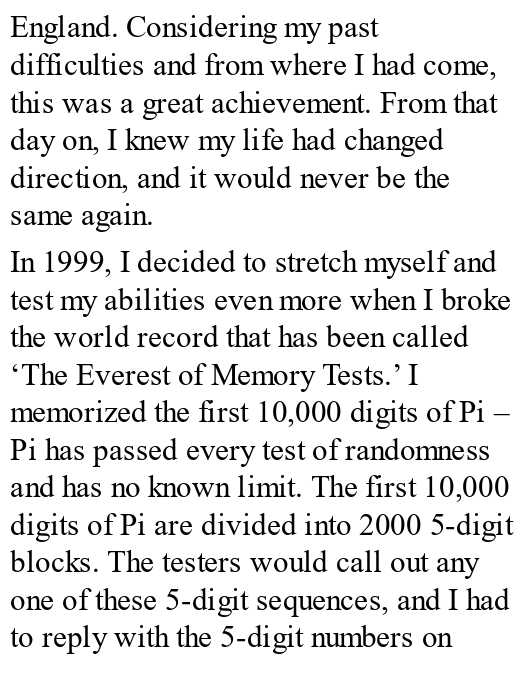 England. Considering my past
difficulties and from where I had come,
this was a great achievement. From that
day on, I knew my life had changed
direction, and it would never be the
same again.
In 1999, I decided to stretch myself and
test my abilities even more when I broke
the world record that has been called
‘The Everest of Memory Tests.’ I
memorized the first 10,000 digits of Pi –
Pi has passed every test of randomness
and has no known limit. The first 10,000
digits of Pi are divided into 2000 5-digit
blocks. The testers would call out any
one of these 5-digit sequences, and I had
to reply with the 5-digit numbers on